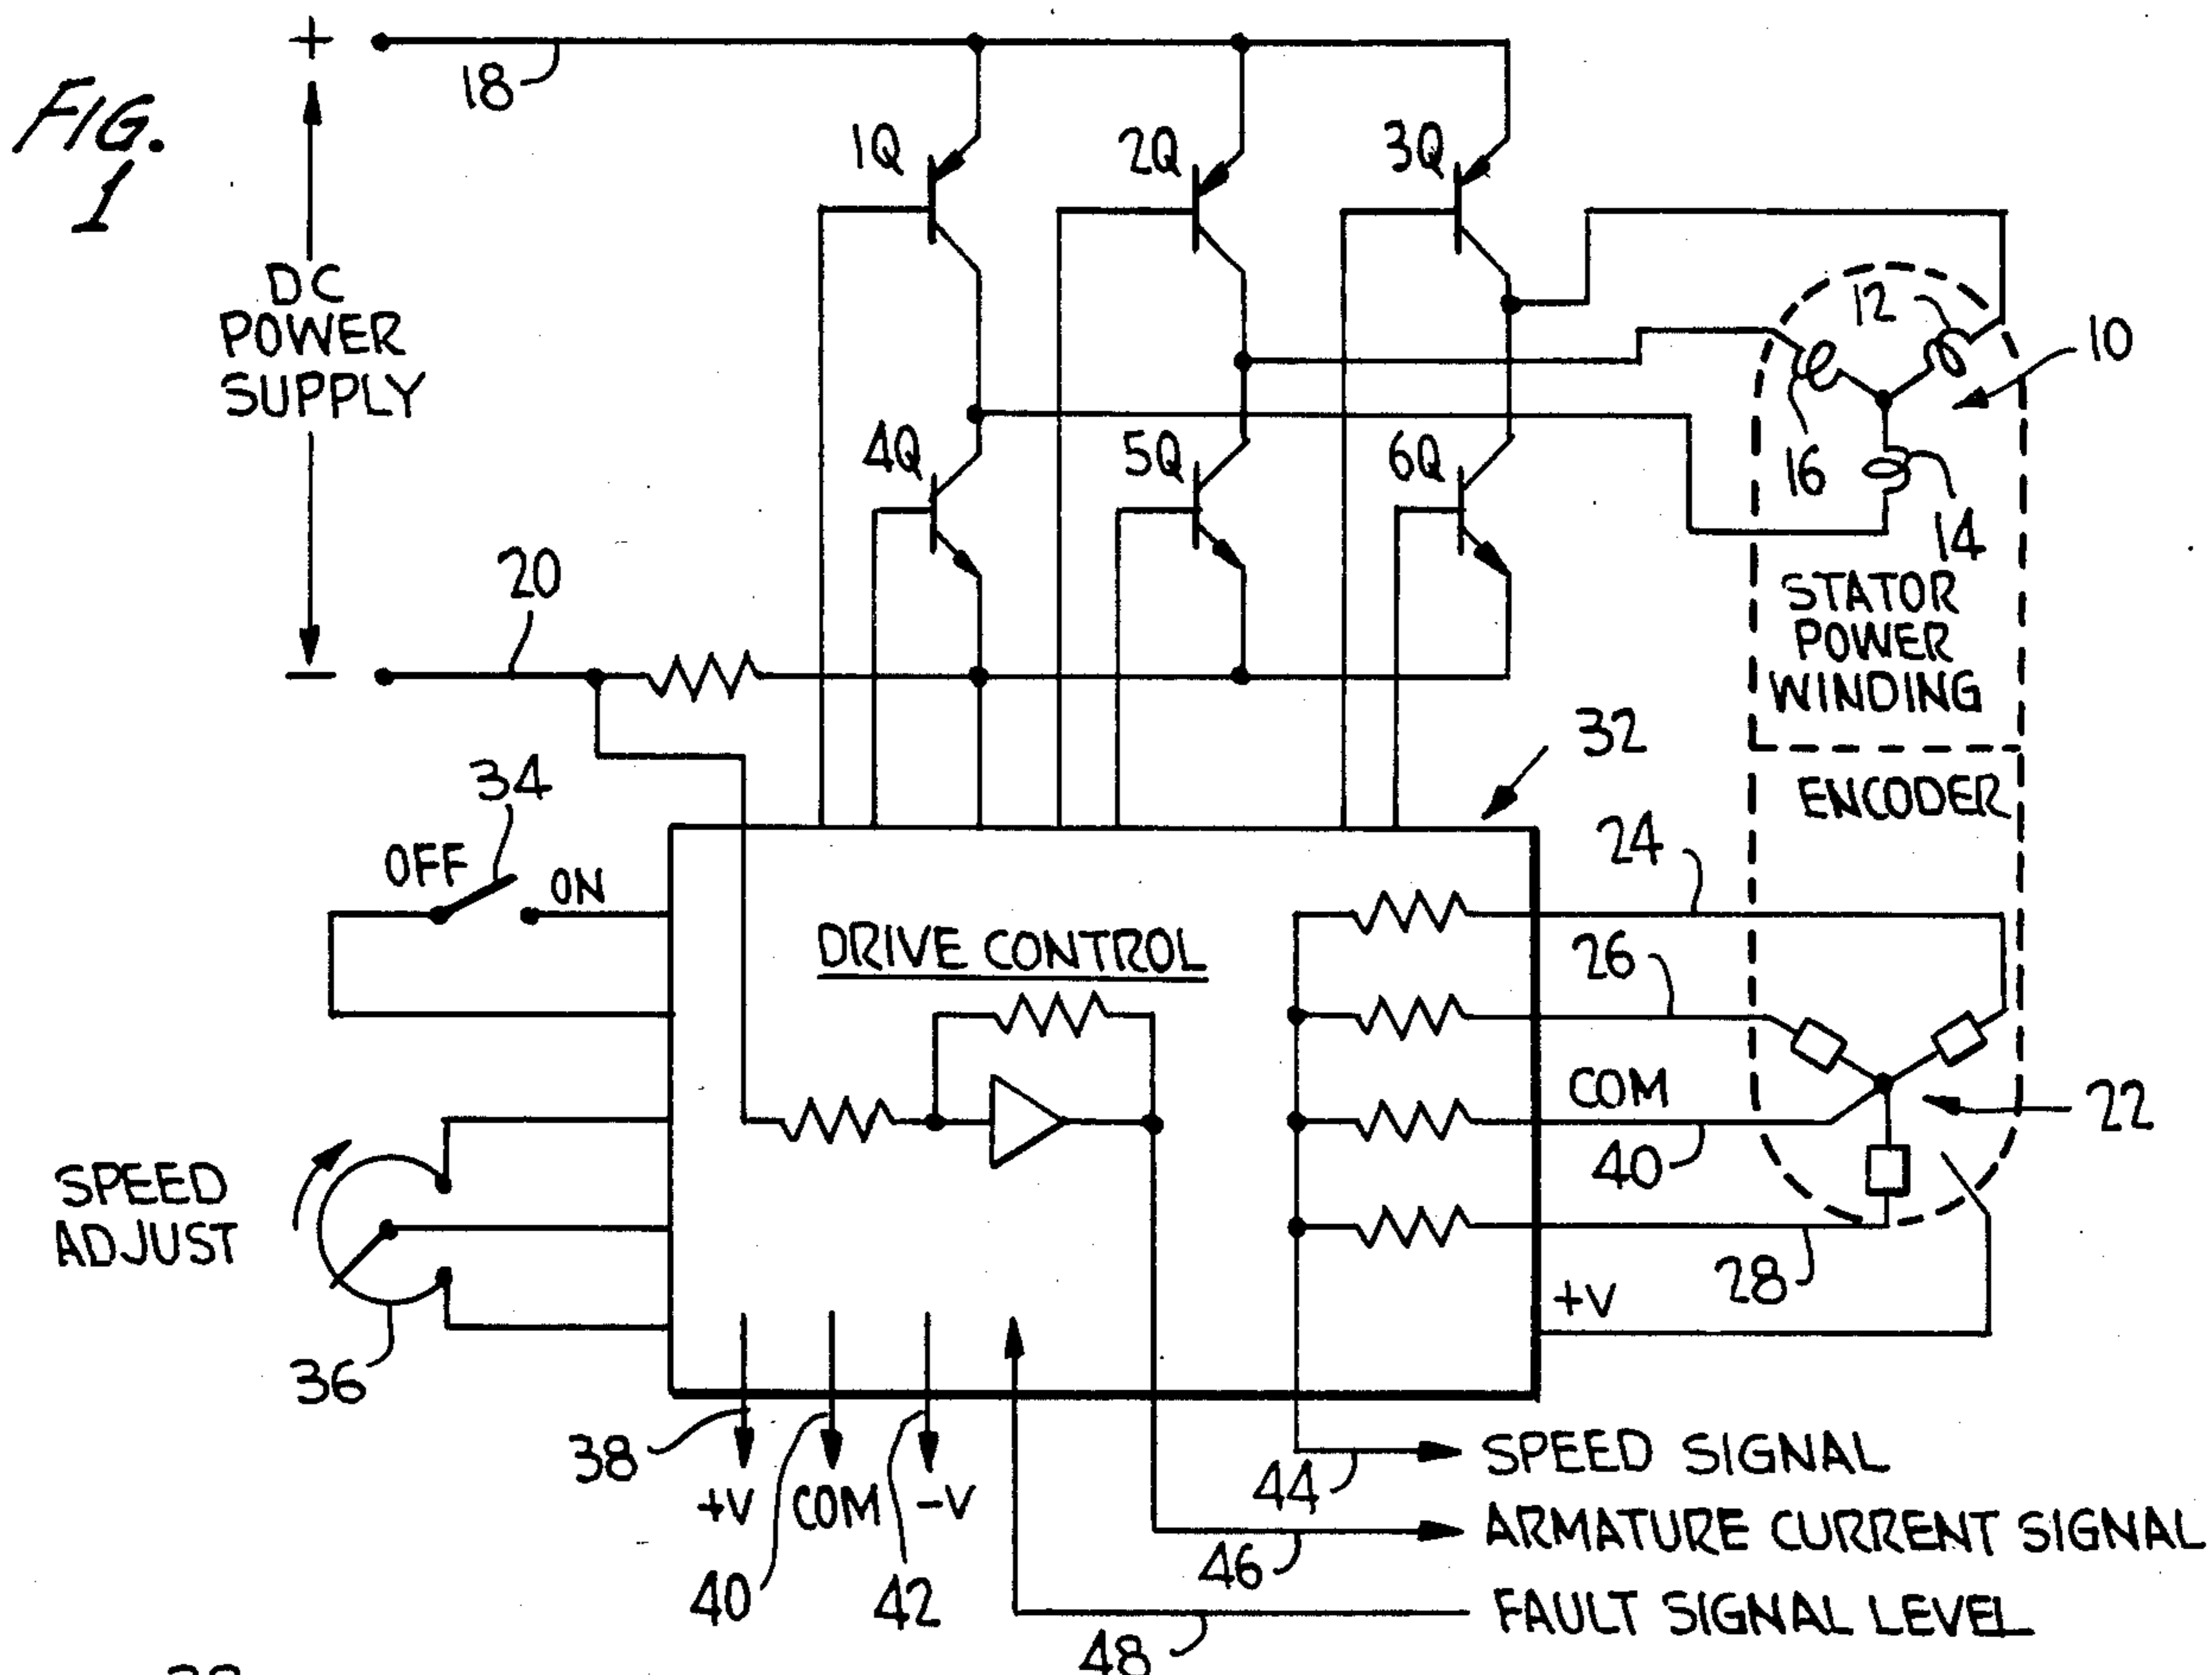 FIG.
1
+
18
DC
POWER
SUPPLY
−
20
1Q
2Q
3Q
4Q
5Q
6Q
12
10
16
14
STATOR
POWER
WINDING
32
ENCODER
34
OFF
ON
24
26
DRIVE CONTROL
COM
22
40
28
+V
SPEED
ADJUST
36
38
+V
COM
-V
40
42
44
SPEED SIGNAL
46
ARMATURE CURRENT SIGNAL
48
FAULT SIGNAL LEVEL